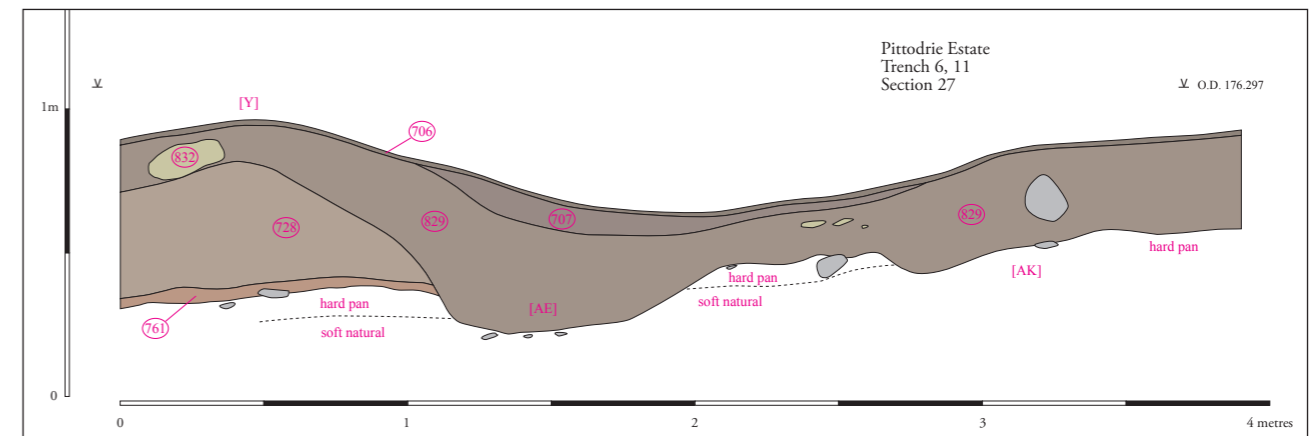 Pittodrie Estate
Trench 6, 11
Section 27
O.D. 176.297
1m
[Y]
706
832
829
728
707
829
hard pan
[AK]
hard pan
soft natural
hard pan
[AE]
761
soft natural
0
0
1
2
3
4 metres